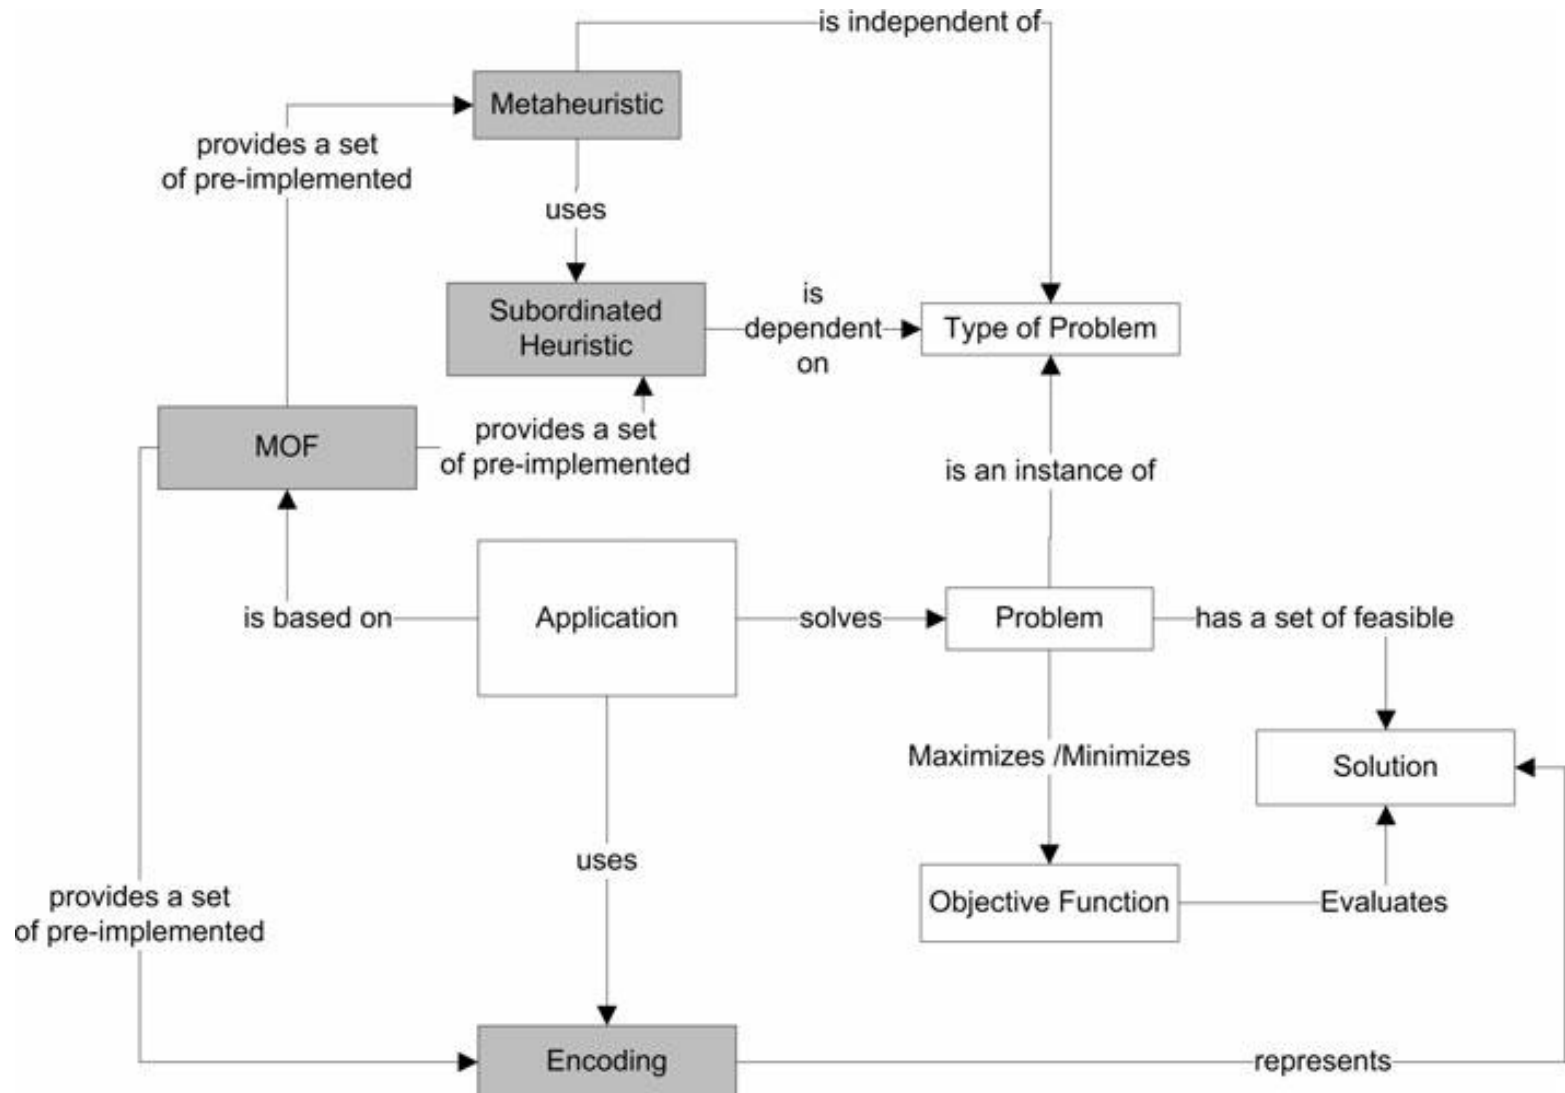 is independent of
Metaheuristic
provides a set
of pre-implemented
uses
Subordinated
Heuristic
is
dependent
on
Type of Problem
MOF
provides a set
of pre-implemented
is an instance of
is based on
Application
solves
Problem
has a set of feasible
Maximizes /Minimizes
Solution
uses
provides a set
of pre-implemented
Objective Function
Evaluates
Encoding
represents